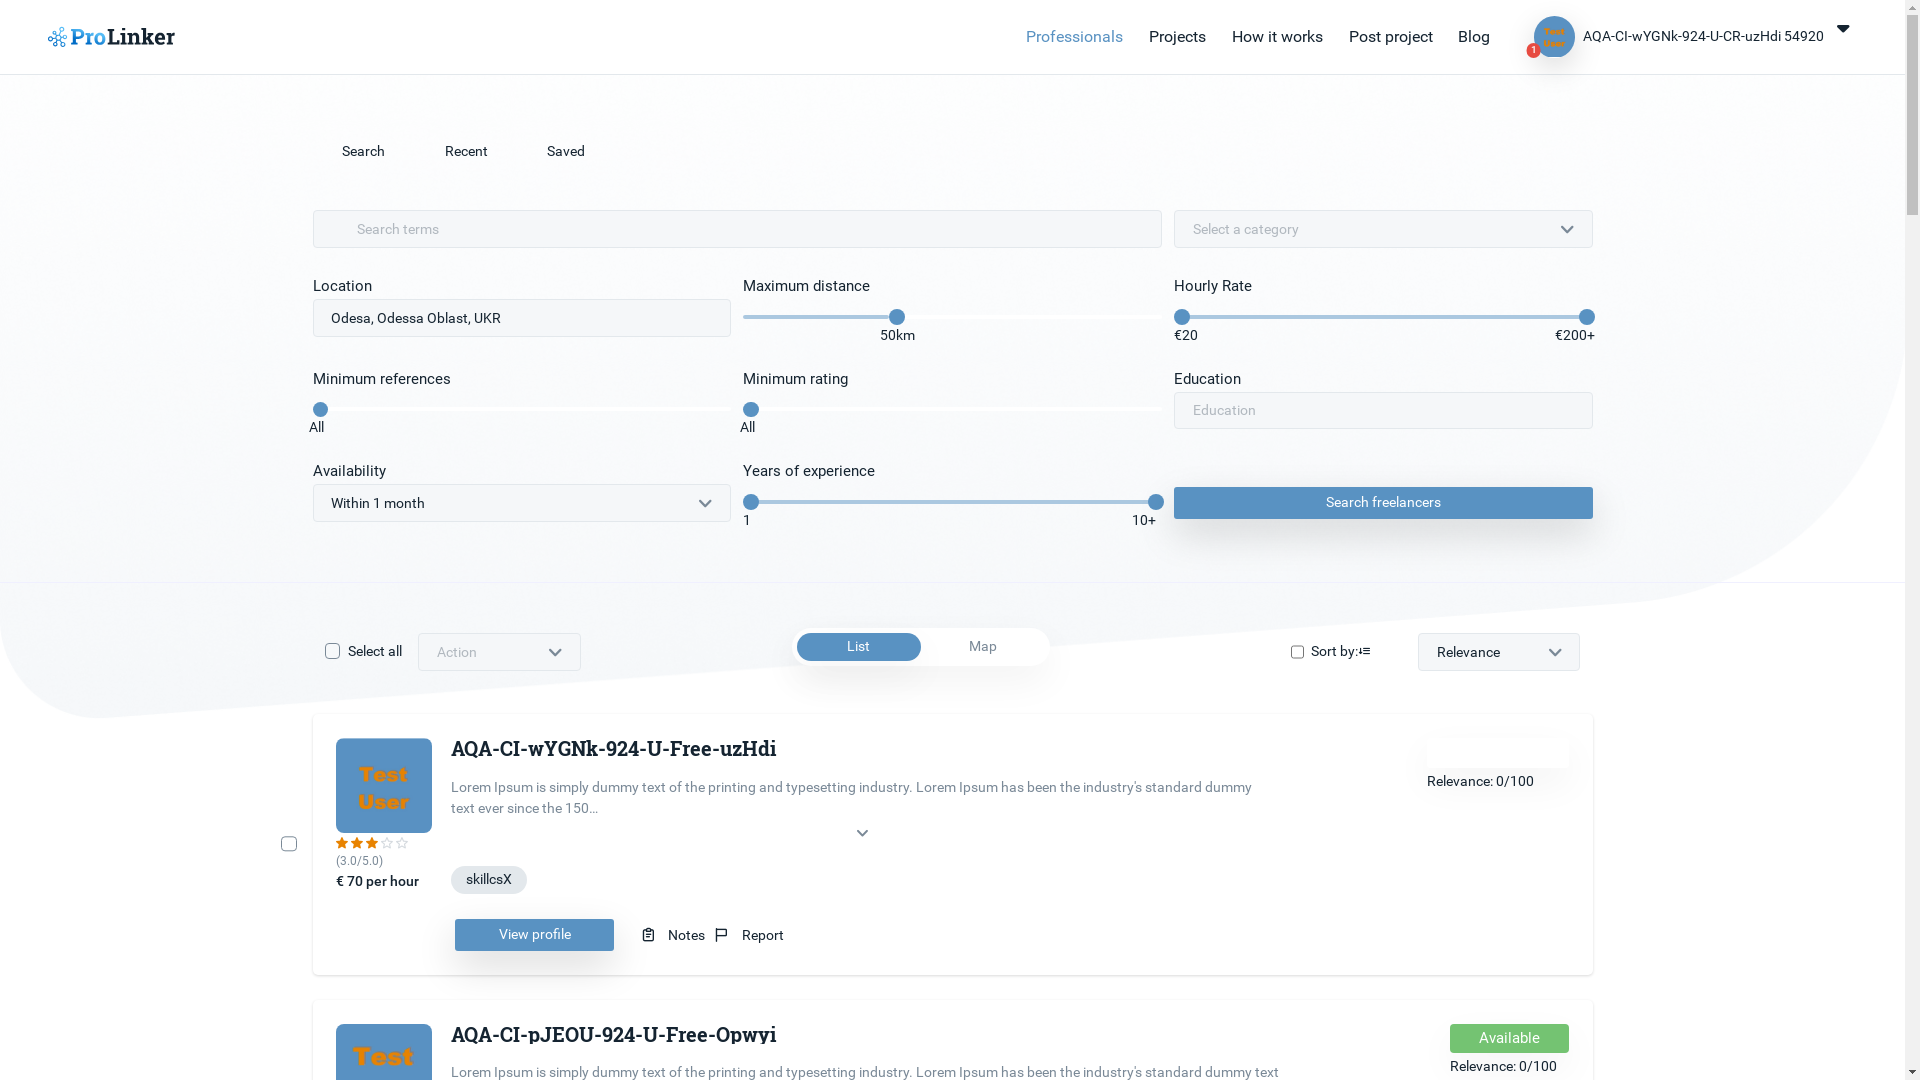 ProLinker
Professionals Projects How it works Post project Blog
Test
User
1
AQA-CI-wYGNk-924-U-CR-uzHdi 54920
Search Recent Saved
Search terms
Select a category
Location
Odesa, Odessa Oblast, UKR
Maximum distance
50km
Hourly Rate
€20 €200+
Minimum references
All
Minimum rating
All
Education
Education
Availability
Within 1 month
Years of experience
1 10+
Search freelancers
Select all
Action
List Map
Sort by:
Relevance
Test
User
(3.0/5.0)
€ 70 per hour
AQA-CI-wYGNk-924-U-Free-uzHdi
Lorem Ipsum is simply dummy text of the printing and typesetting industry. Lorem Ipsum has been the industry's standard dummy
text ever since the 150...
skillcsX
View profile
Notes
Report
Relevance: 0/100
Test
AQA-CI-pJEOU-924-U-Free-Opwyi
Lorem Ipsum is simply dummy text of the printing and typesetting industry. Lorem Ipsum has been the industry's standard dummy text
Available
Relevance: 0/100